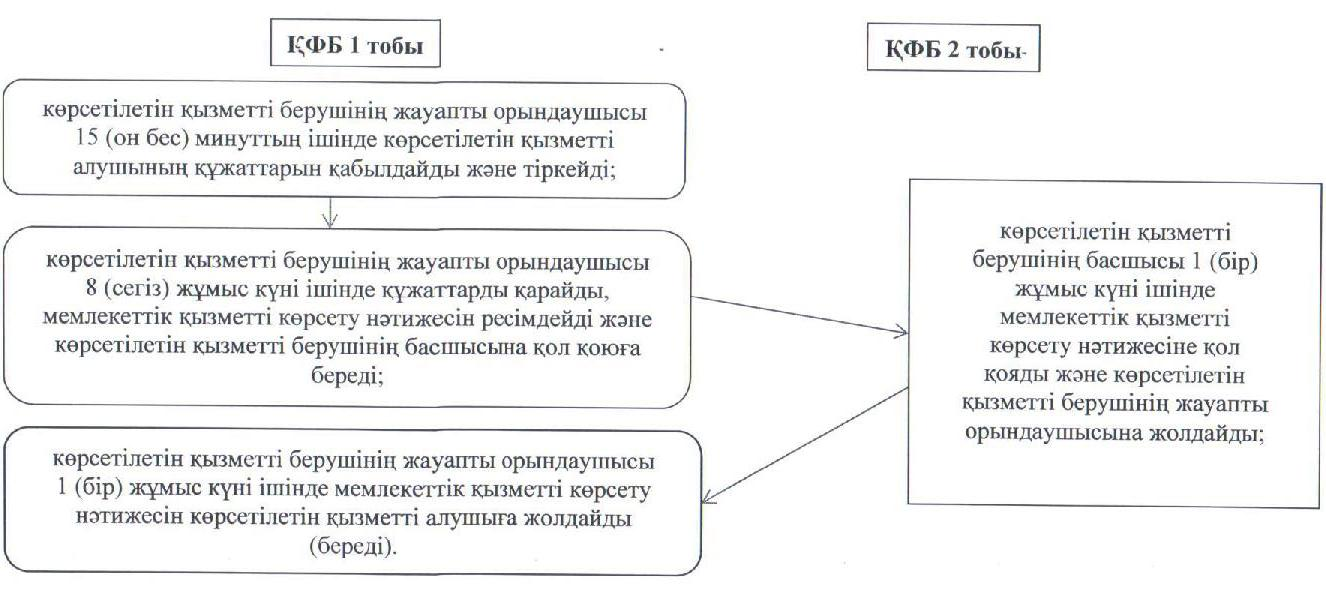 ҚФБ 1 тобы
ҚФБ 2 тобы-
көрсетілетін қызметті берушінің жауапты орындаушысы
15 (он бес) минуттың ішінде көрсетілетін қызметті
алушының құжаттарын қабылдайды және тіркейді;
көрсетілетін қызметті берушінің жауапты орындаушысы
8 (сегіз) жұмыс күні ішінде құжаттарды қарайды,
мемлекеттік қызметті көрсету нәтижесін ресімдейді және
көрсетілетін қызметті берушінің басшысына қол қоюға
береді;
көрсетілетін қызметті
берушінің басшысы 1 (бір)
жұмыс күні ішінде
мемлекеттік қызметті
көрсету нәтижесіне қол
қояды және көрсетілетін
қызметті берушінің жауапты
орындаушысына жолдайды;
көрсетілетін қызметті берушінің жауапты орындаушысы
1 (бір) жұмыс күні ішінде мемлекеттік қызметті көрсету
нәтижесін көрсетілетін қызметті алушыға жолдайды
(береді).